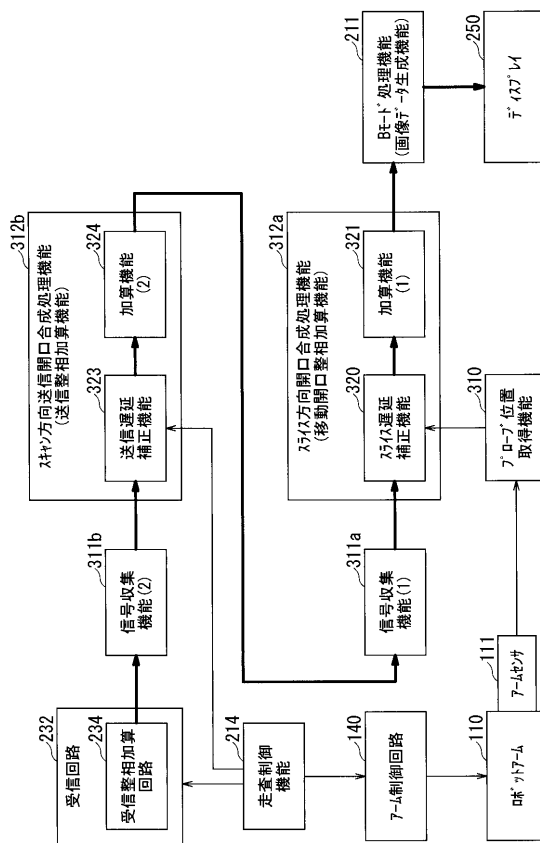 232
受信回路
234
受信整相加算
回路
311b
信号収集
機能(2)
312b
スキャン方向送信開口合成処理機能
(送信整相加算機能)
323
送信遅延
補正機能
324
加算機能
(2)
214
走査制御
機能
311a
信号収集
機能(1)
312a
スライス方向開口合成処理機能
(移動開口整相加算機能)
320
スライス遅延
補正機能
321
加算機能
(1)
211
Bモード処理機能
(画像データ生成機能)
140
アーム制御回路
110
ロボットアーム
111
アームセンサ
310
プローブ位置
取得機能
250
ディスプレイ